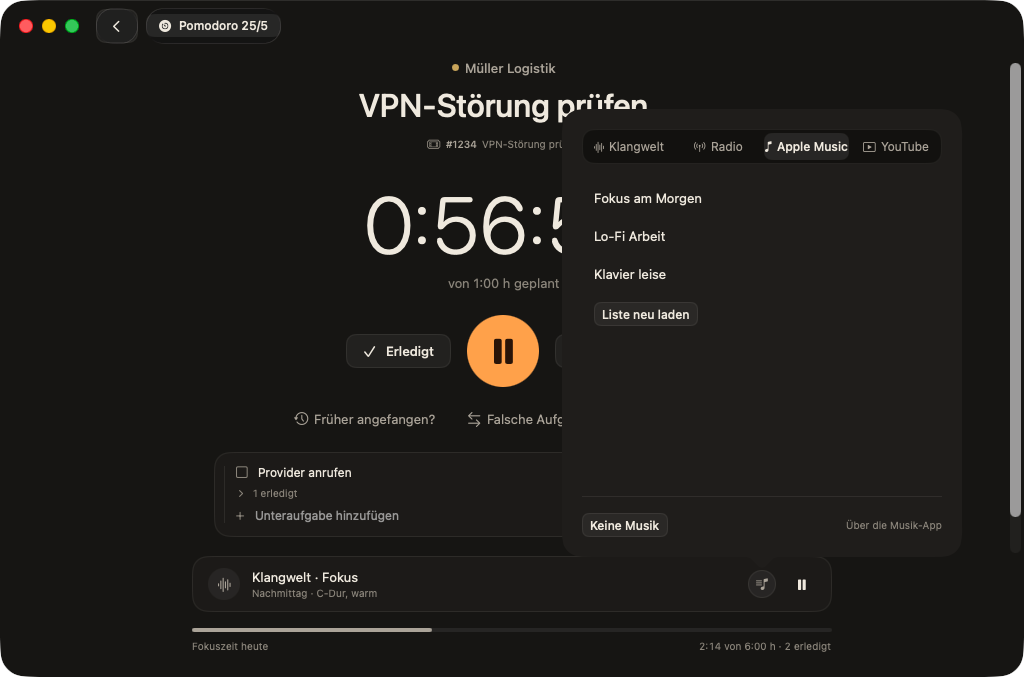 Pomodoro 25/5
Müller Logistik
VPN-Störung prüfen
#1234 VPN-Störung
Klangwelt
Radio
Apple Music
YouTube
Fokus am Morgen
Lo-Fi Arbeit
Klavier leise
Liste neu laden
Keine Musik
Über die Musik-App
0:56:
von 1:00 h geplant
Erledigt
Früher angefangen?
Falsche
Provider anrufen
1 erledigt
Unteraufgabe hinzufügen
Klangwelt · Fokus
Nachmittag · C-Dur, warm
Fokuszeit heute
2:14 von 6:00 h · 2 erledigt